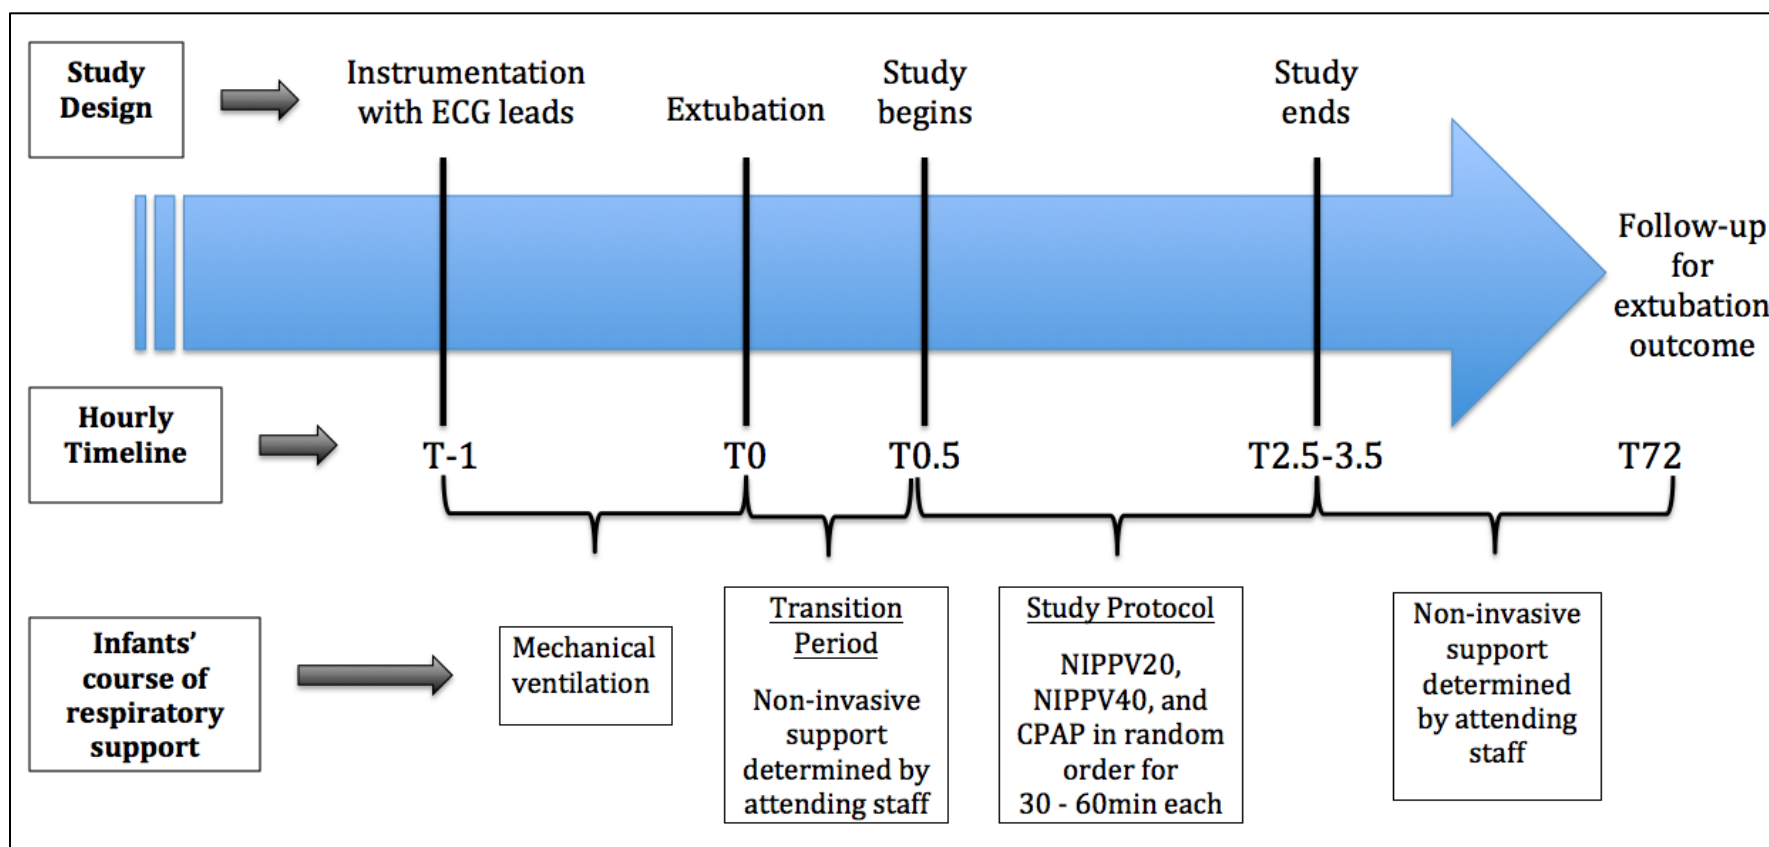 Study
Design
Instrumentation
with ECG leads
Extubation
Study
begins
Study
ends
Follow-up
for
extubation
outcome
Hourly
Timeline
T-1
T0
T0.5
T2.5-3.5
T72
Infants’
course of
respiratory
support
Mechanical
ventilation
Transition
Period
Non-invasive
support
determined by
attending staff
Study Protocol
NIPPV20,
NIPPV40, and
CPAP in random
order for
30 - 60min each
Non-invasive
support
determined
by attending
staff